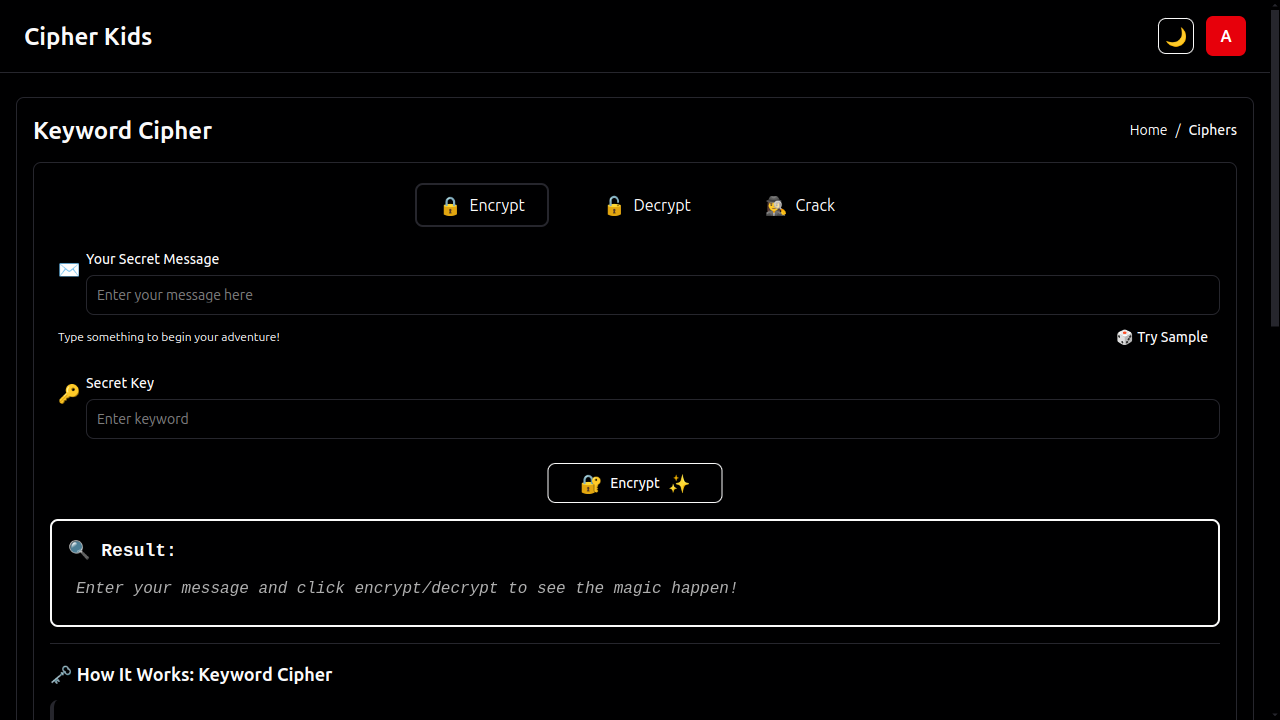 Cipher Kids
A
Keyword Cipher
Home / Ciphers
Encrypt
Decrypt
Crack
Your Secret Message
Enter your message here
Type something to begin your adventure!
Try Sample
Secret Key
Enter keyword
Encrypt
Result:
Enter your message and click encrypt/decrypt to see the magic happen!
How It Works: Keyword Cipher